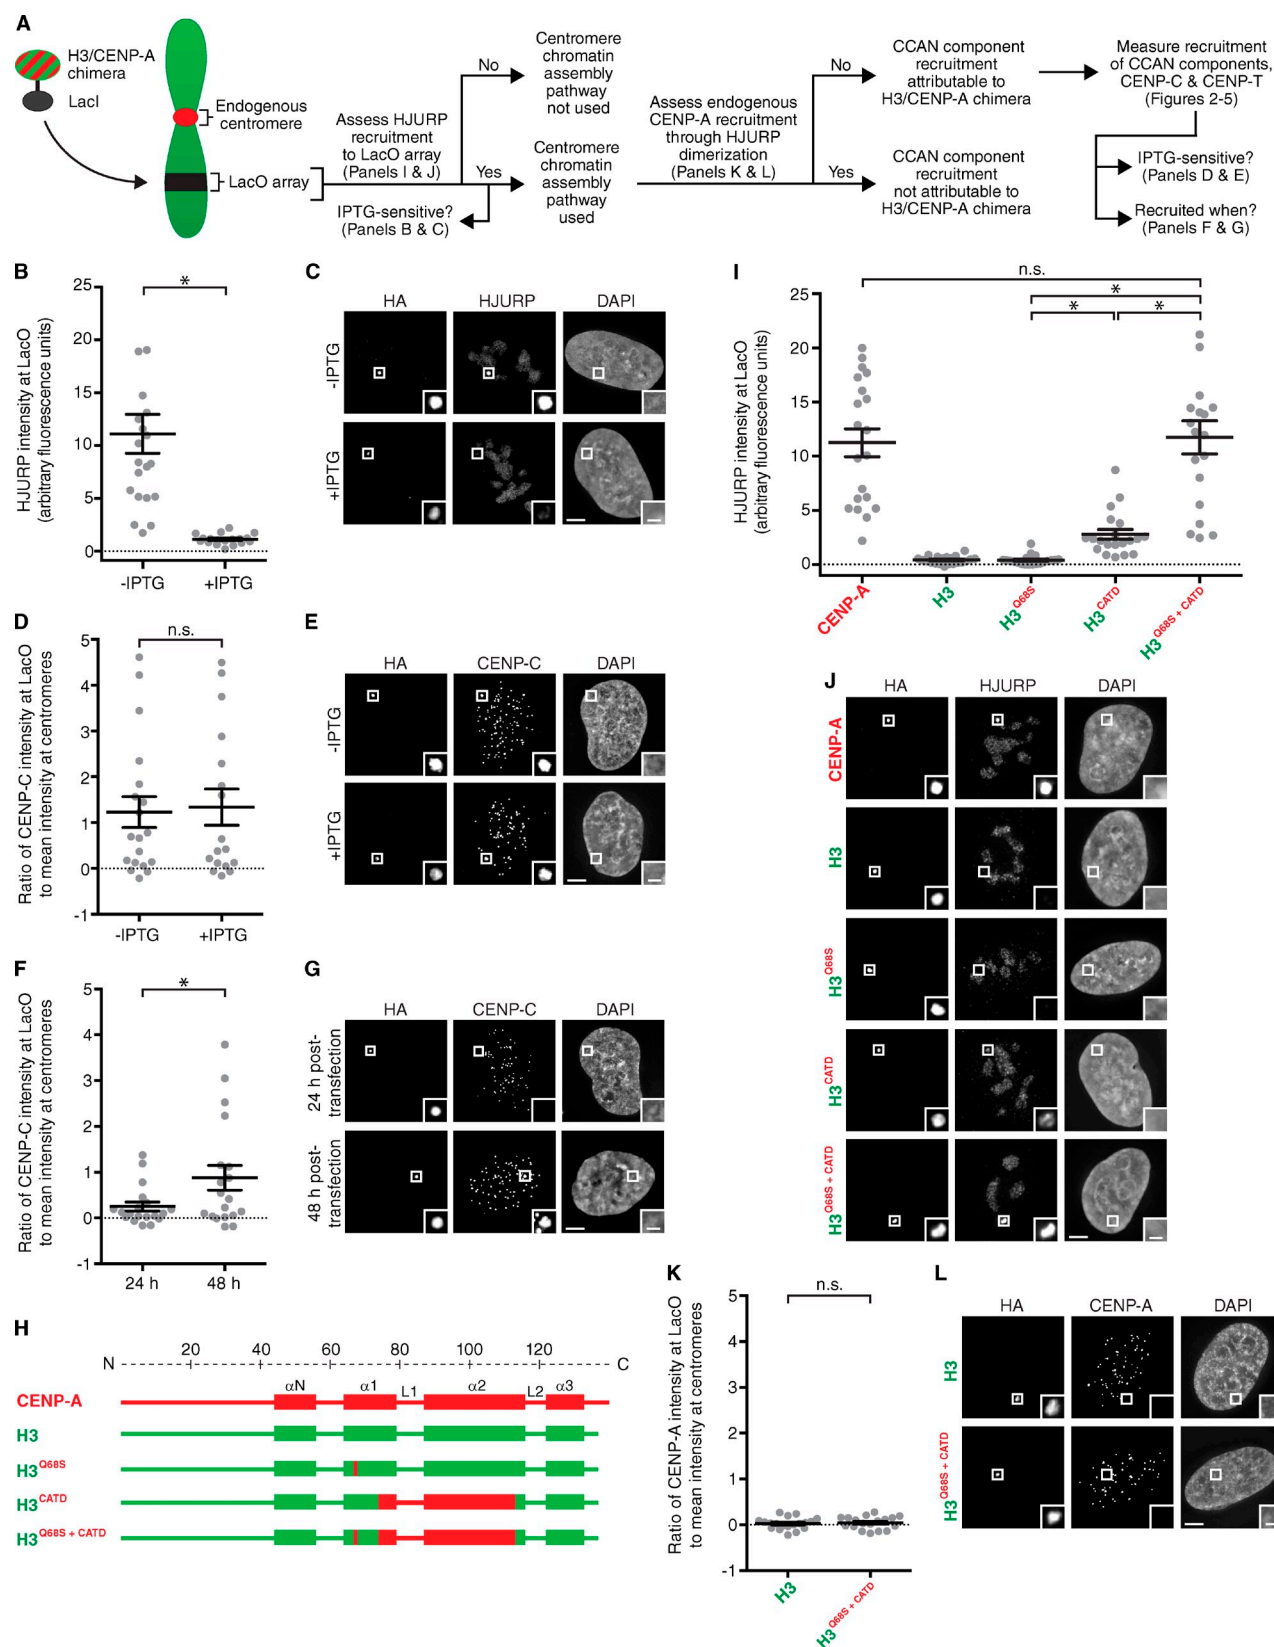 A
H3/CENP-A
chimera
LacI
Endogenous
centromere
LacO array
Assess HJURP
recruitment
to LacO array
(Panels I & J)
No
Yes
IPTG-sensitive?
(Panels B & C)
Centromere
chromatin
assembly
pathway
not used
Centromere
chromatin
assembly
pathway
used
Assess endogenous
CENP-A recruitment
through HJURP
dimerization
(Panels K & L)
No
Yes
CCAN component
recruitment
attributable to
H3/CENP-A chimera
CCAN component
recruitment
not attributable to
H3/CENP-A chimera
Measure recruitment
of CCAN components,
CENP-C & CENP-T
(Figures 2-5)
IPTG-sensitive?
(Panels D & E)
Recruited when?
(Panels F & G)
B
HJURP intensity at LacO
(arbitrary fluorescence units)
25
20
15
10
5
0
*
-IPTG
+IPTG
C
HA
HJURP
DAPI
-IPTG
+IPTG
D
Ratio of CENP-C intensity at LacO
to mean intensity at centromeres
5
4
3
2
1
0
-1
n.s.
-IPTG
+IPTG
E
HA
CENP-C
DAPI
-IPTG
+IPTG
F
Ratio of CENP-C intensity at LacO
to mean intensity at centromeres
5
4
3
2
1
0
-1
*
24 h
48 h
G
HA
CENP-C
DAPI
24 h post-
transfection
48 h post-
transfection
H
N
20
40
60
80
100
120
C
αN
α1
L1
α2
L2
α3
CENP-A
H3
H3Q68S
H3CATD
H3Q68S + CATD
I
HJURP intensity at LacO
(arbitrary fluorescence units)
25
20
15
10
5
0
n.s.
*
*
*
CENP-A
H3
H3Q68S
H3CATD
H3Q68S + CATD
J
HA
HJURP
DAPI
CENP-A
H3
H3Q68S
H3CATD
H3Q68S + CATD
K
Ratio of CENP-A intensity at LacO
to mean intensity at centromeres
5
4
3
2
1
0
-1
n.s.
H3
H3Q68S + CATD
L
HA
CENP-A
DAPI
H3
H3Q68S + CATD